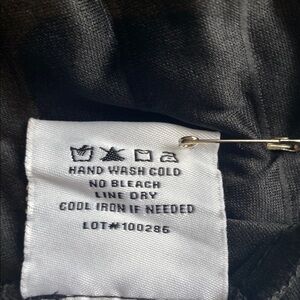 HAND WASH COLD
NO BLEACH
LINE DRY
COOL IRON IF NEEDED
LOT#100286